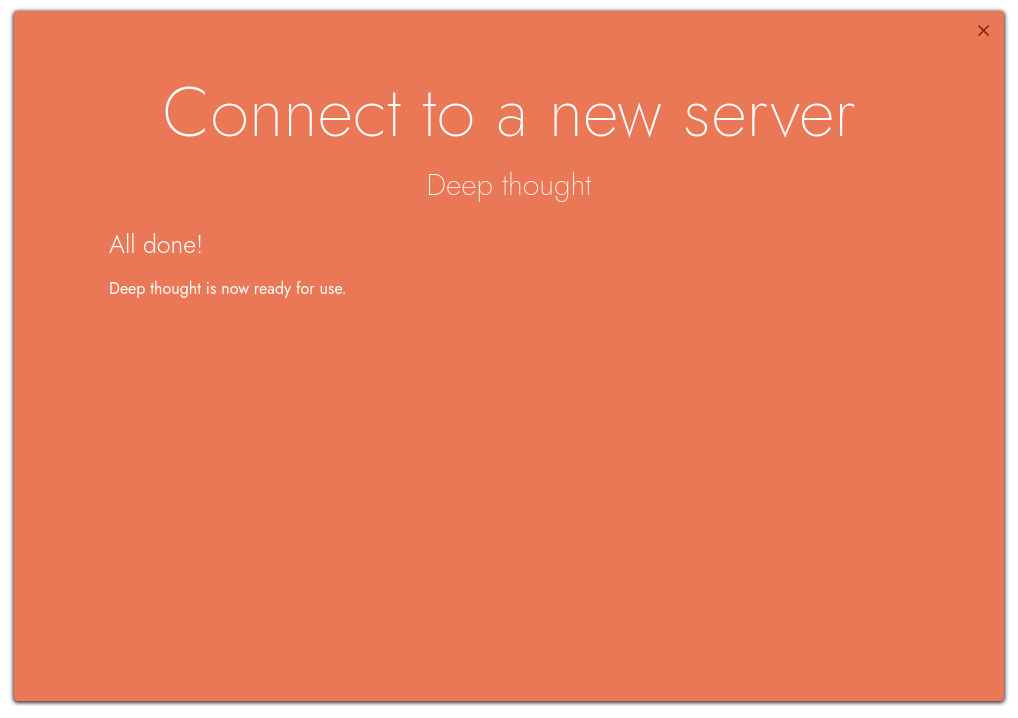 Connect to a new server
Deep thought
All done!
Deep thought is now ready for use.